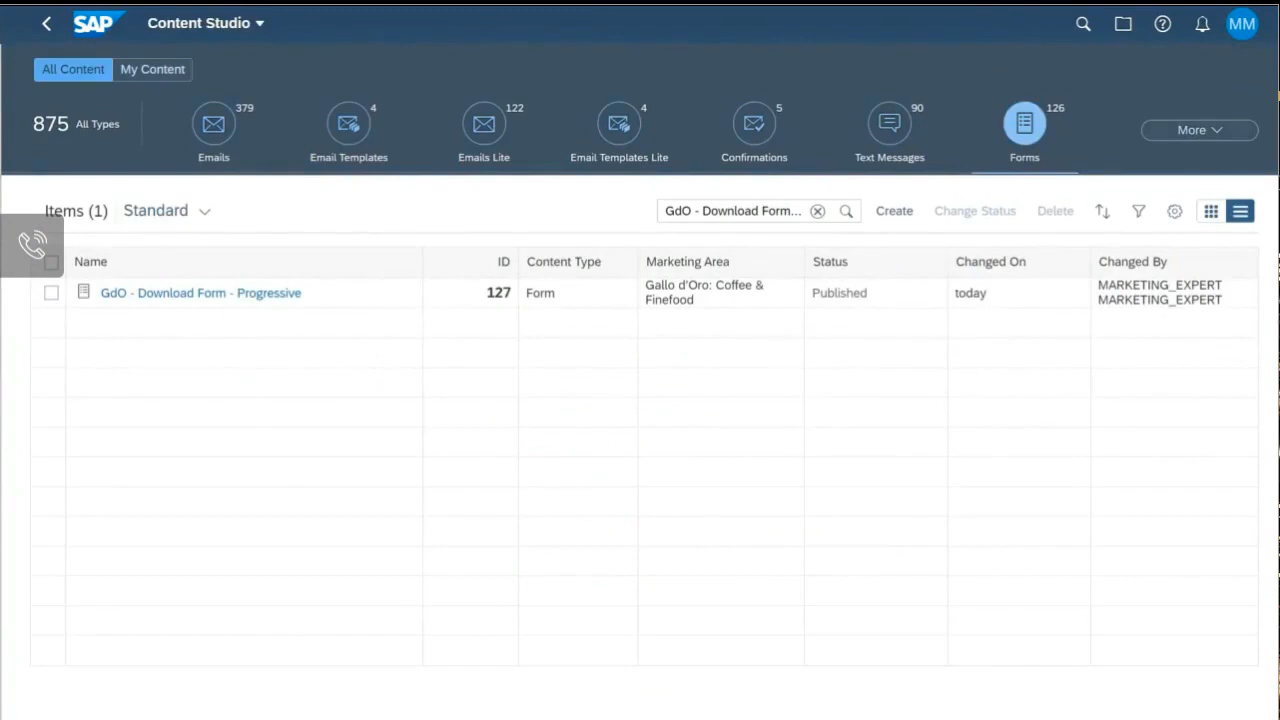 SAP Content Studio MM
All Content My Content
875 All Types
379 Emails
4 Email Templates
122 Emails Lite
4 Email Templates Lite
5 Confirmations
90 Text Messages
126 Forms
More
Items (1) Standard
GdO - Download Form... Create Change Status Delete
Name ID Content Type Marketing Area Status Changed On Changed By
GdO - Download Form - Progressive 127 Form Gallo d'Oro: Coffee & Finefood Published today MARKETING_EXPERT MARKETING_EXPERT